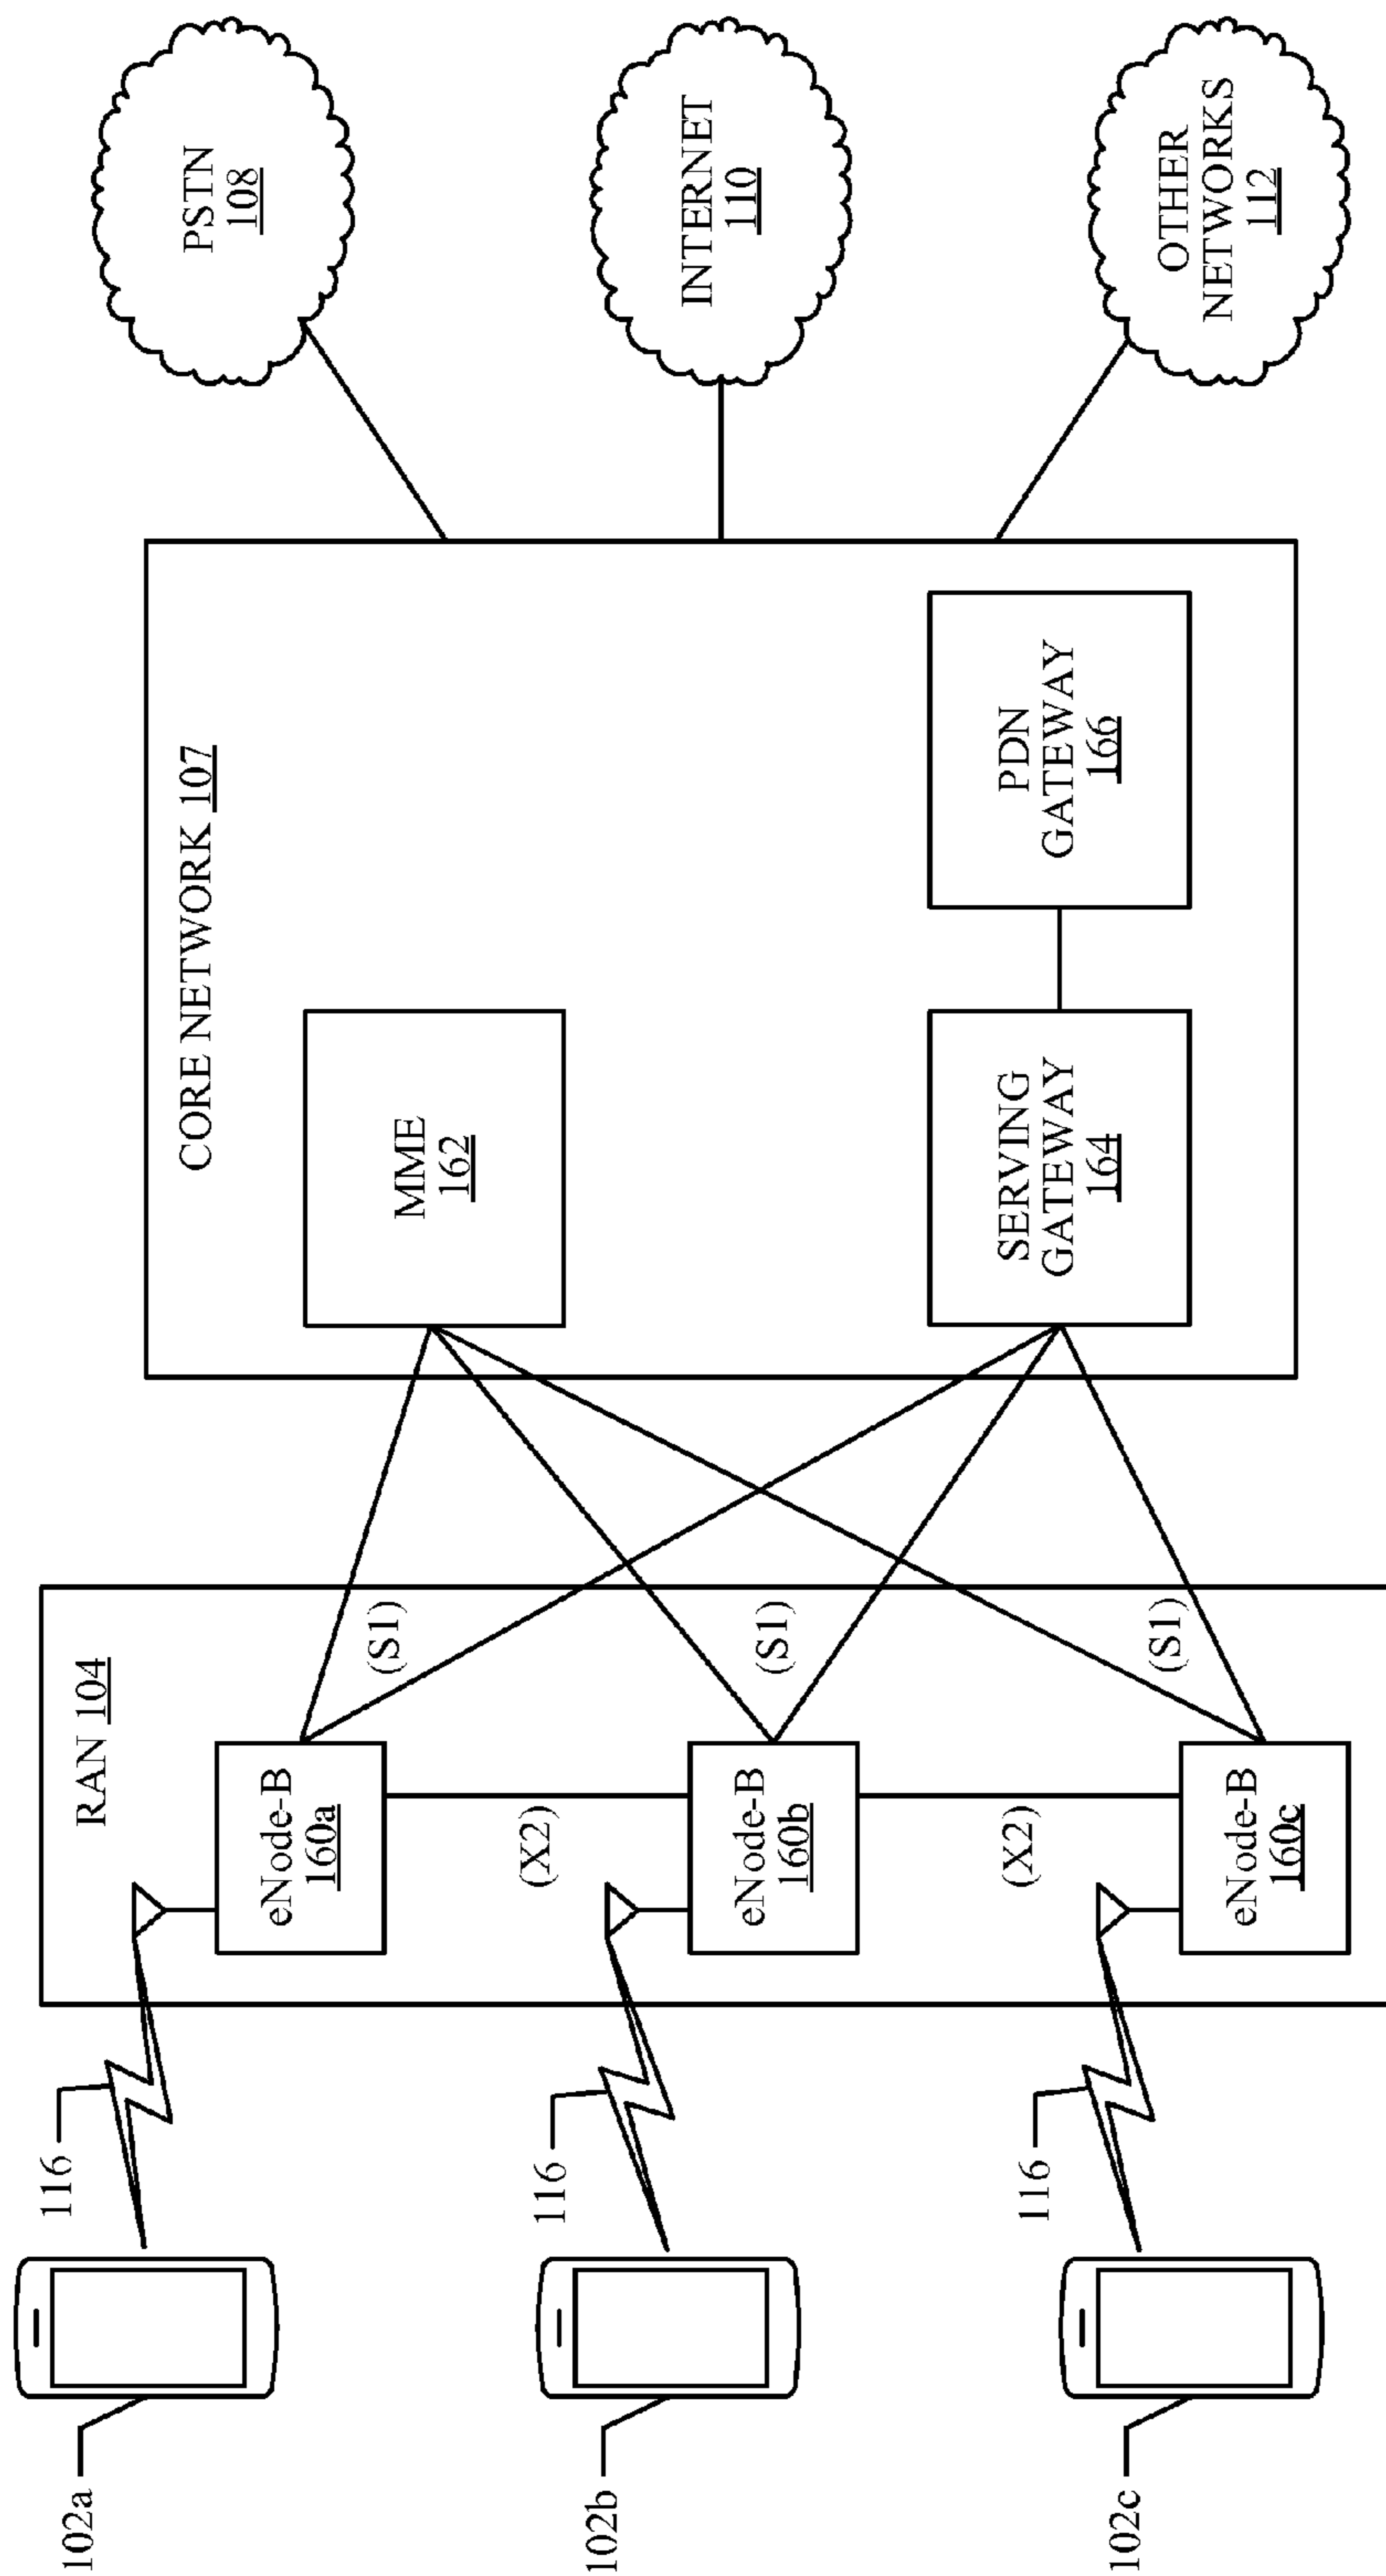 102a
116
RAN 104
eNode-B
160a
(S1)
(X2)
102b
116
eNode-B
160b
(S1)
(X2)
102c
116
eNode-B
160c
(S1)
CORE NETWORK 107
MME
162
SERVING
GATEWAY
164
PDN
GATEWAY
166
PSTN
108
INTERNET
110
OTHER
NETWORKS
112